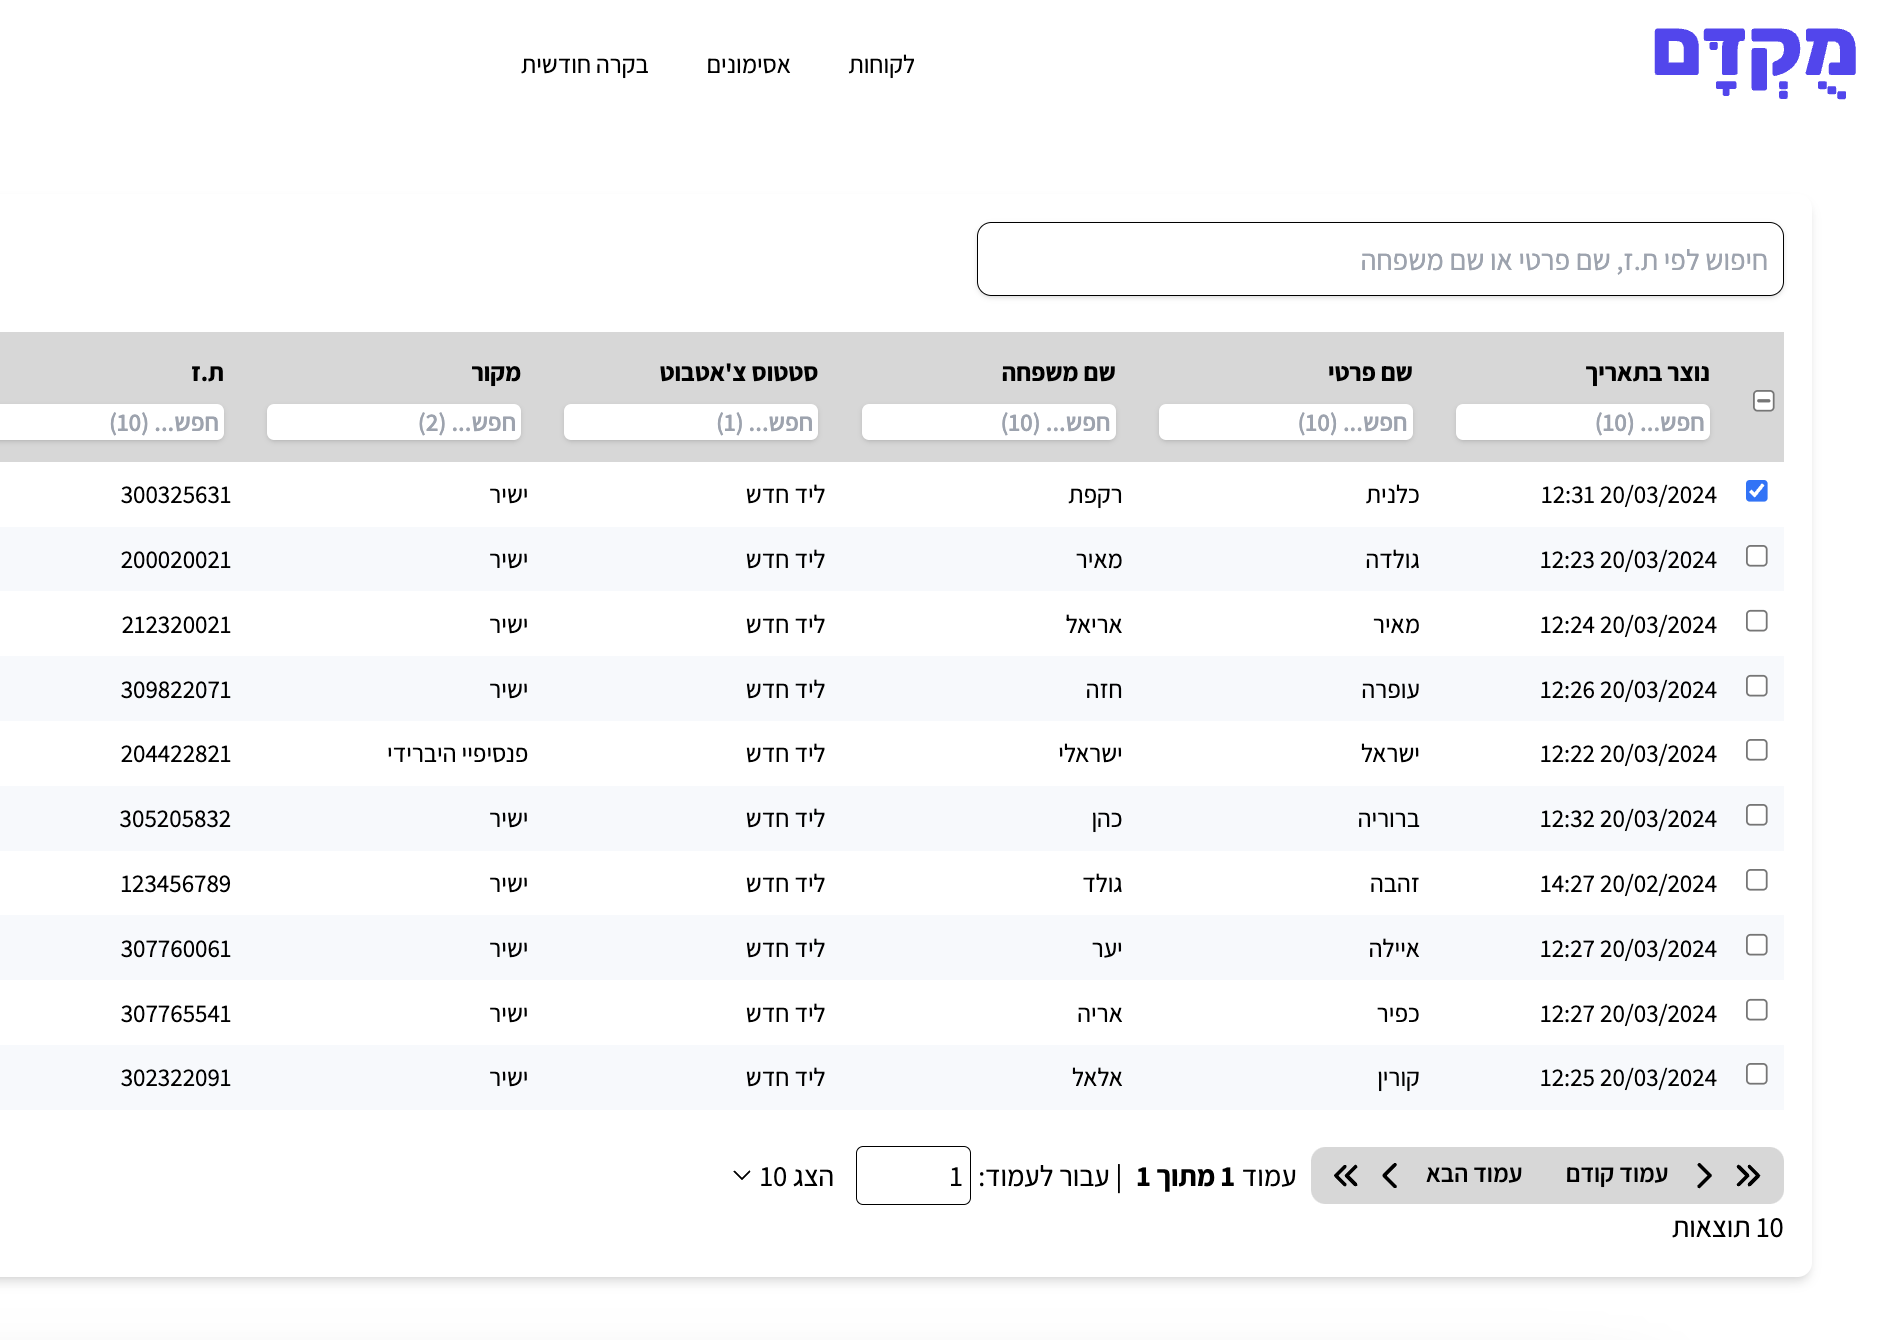 מֻקְדָּם
לקוחות אסימונים בקרה חודשית
חיפוש לפי ת.ז, שם פרטי או שם משפחה
נוצר בתאריך שם פרטי שם משפחה סטטוס צ'אטבוט מקור ת.ז
חפש... (10) חפש... (10) חפש... (10) חפש... (1) חפש... (2) חפש... (10)
12:31 20/03/2024 כלנית רקפת ליד חדש ישיר 300325631
12:23 20/03/2024 גולדה מאיר ליד חדש ישיר 200020021
12:24 20/03/2024 מאיר אריאל ליד חדש ישיר 212320021
12:26 20/03/2024 עופרה חזה ליד חדש ישיר 309822071
12:22 20/03/2024 ישראל ישראלי ליד חדש פנסיפיי היברידי 204422821
12:32 20/03/2024 ברוריה כהן ליד חדש ישיר 305205832
14:27 20/02/2024 זהבה גולד ליד חדש ישיר 123456789
12:27 20/03/2024 איילה יער ליד חדש ישיר 307760061
12:27 20/03/2024 כפיר אריה ליד חדש ישיר 307765541
12:25 20/03/2024 קורין אלאל ליד חדש ישיר 302322091
עמוד קודם עמוד הבא עמוד 1 מתוך 1 | עבור לעמוד: 1 הצג 10
10 תוצאות